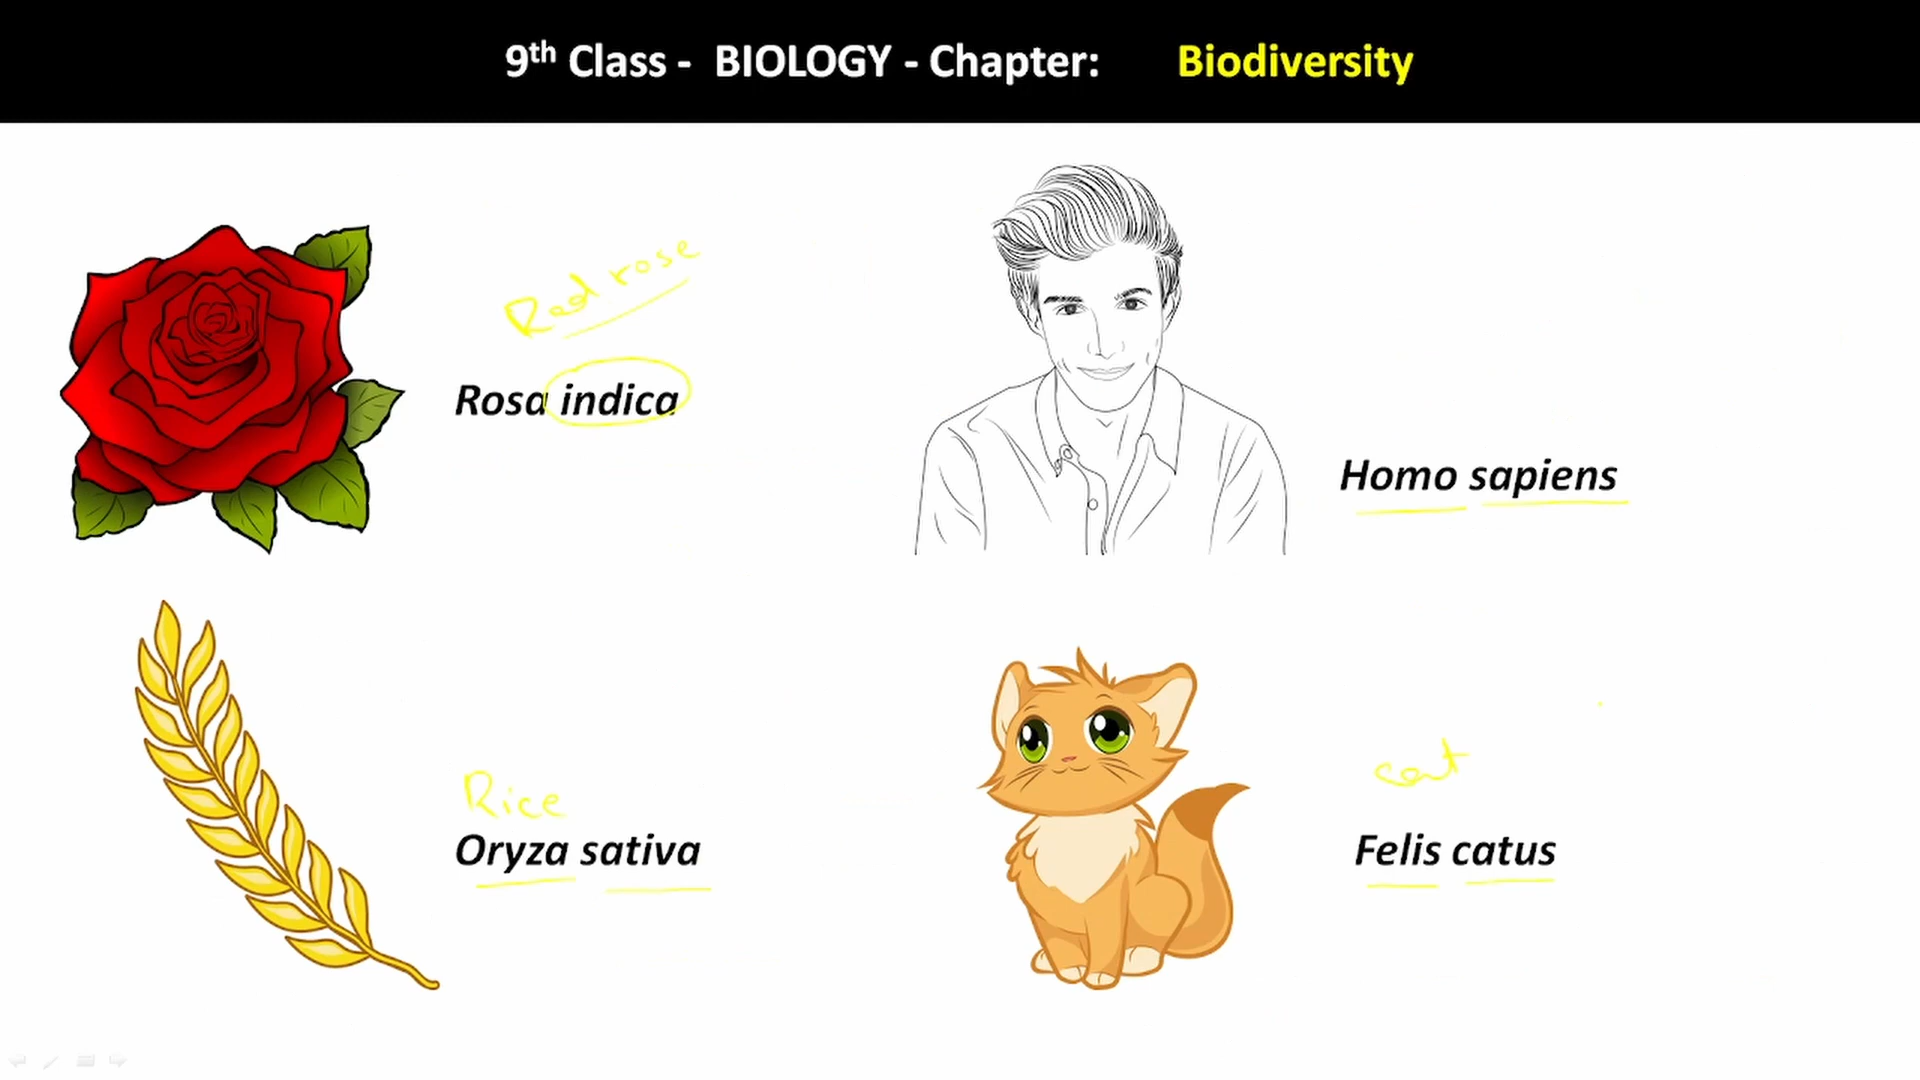 9th Class - BIOLOGY - Chapter: Biodiversity
Red rose
Rosa indica
Homo sapiens
Rice
Oryza sativa
cat
Felis catus